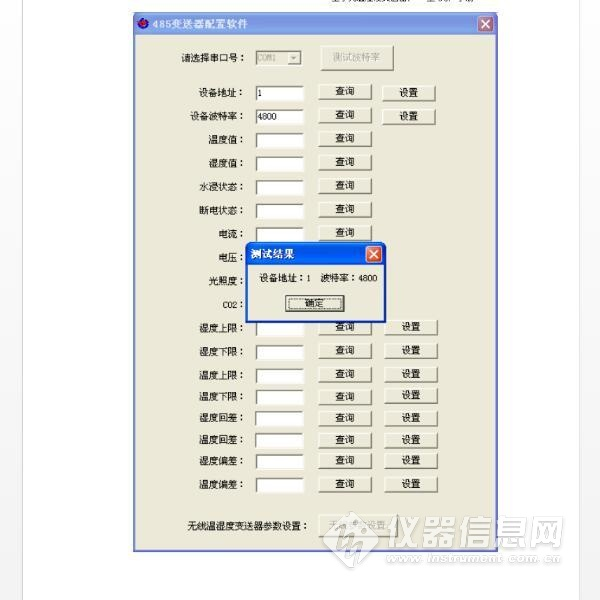 485变送器配置软件
请选择串口号： COM1 测试波特率
设备地址： 1 查询 设置
设备波特率： 4800 查询 设置
温度值： 查询
湿度值： 查询
水浸状态： 查询
断电状态： 查询
电流： 查询
电压：
光照度：
CO2：
测试结果
设备地址：1 波特率：4800
确定
湿度上限： 查询 设置
湿度下限： 查询 设置
温度上限： 查询 设置
温度下限： 查询 设置
湿度回差： 查询 设置
温度回差： 查询 设置
湿度偏差： 查询 设置
温度偏差： 查询 设置
无线温湿度变送器参数设置：
仪器信息网
www.instrument.com.cn